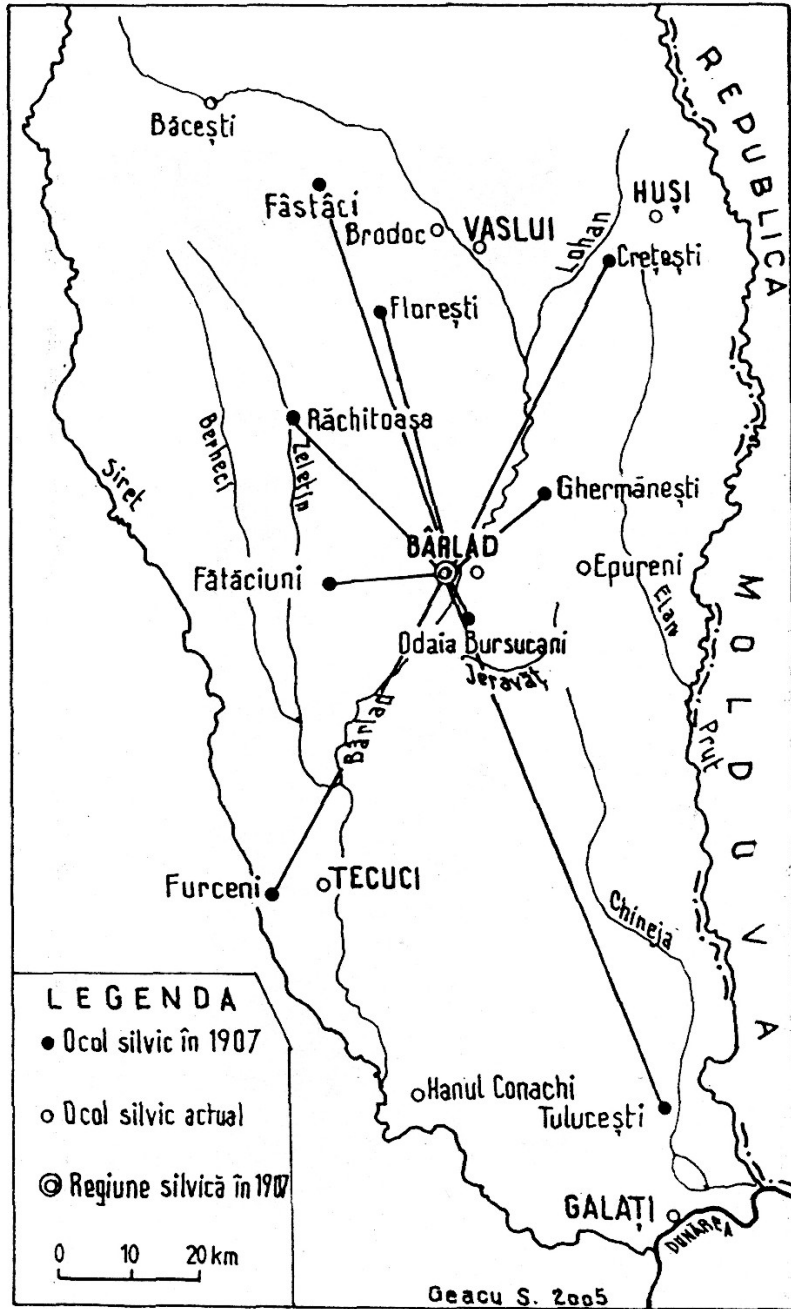 REPUBLICA
MOLDOVA
Băcești
Fâstâci
Brodoc
VASLUI
HUȘI
Lohan
Crețești
Florești
Răchitoasa
Berheci
Zeletin
Siret
Ghermănești
BÂRLAD
Fătăciuni
Epureni
Elan
Odaia Bursucani
Jeravăț
Bârlad
Prut
Furceni
TECUCI
Chineja
Hanul Conachi
Tulucești
GALAȚI
DUNĂREA
LEGENDA
Ocol silvic în 1907
Ocol silvic actual
Regiune silvică în 1907
0 10 20 km
Geacu S. 2005